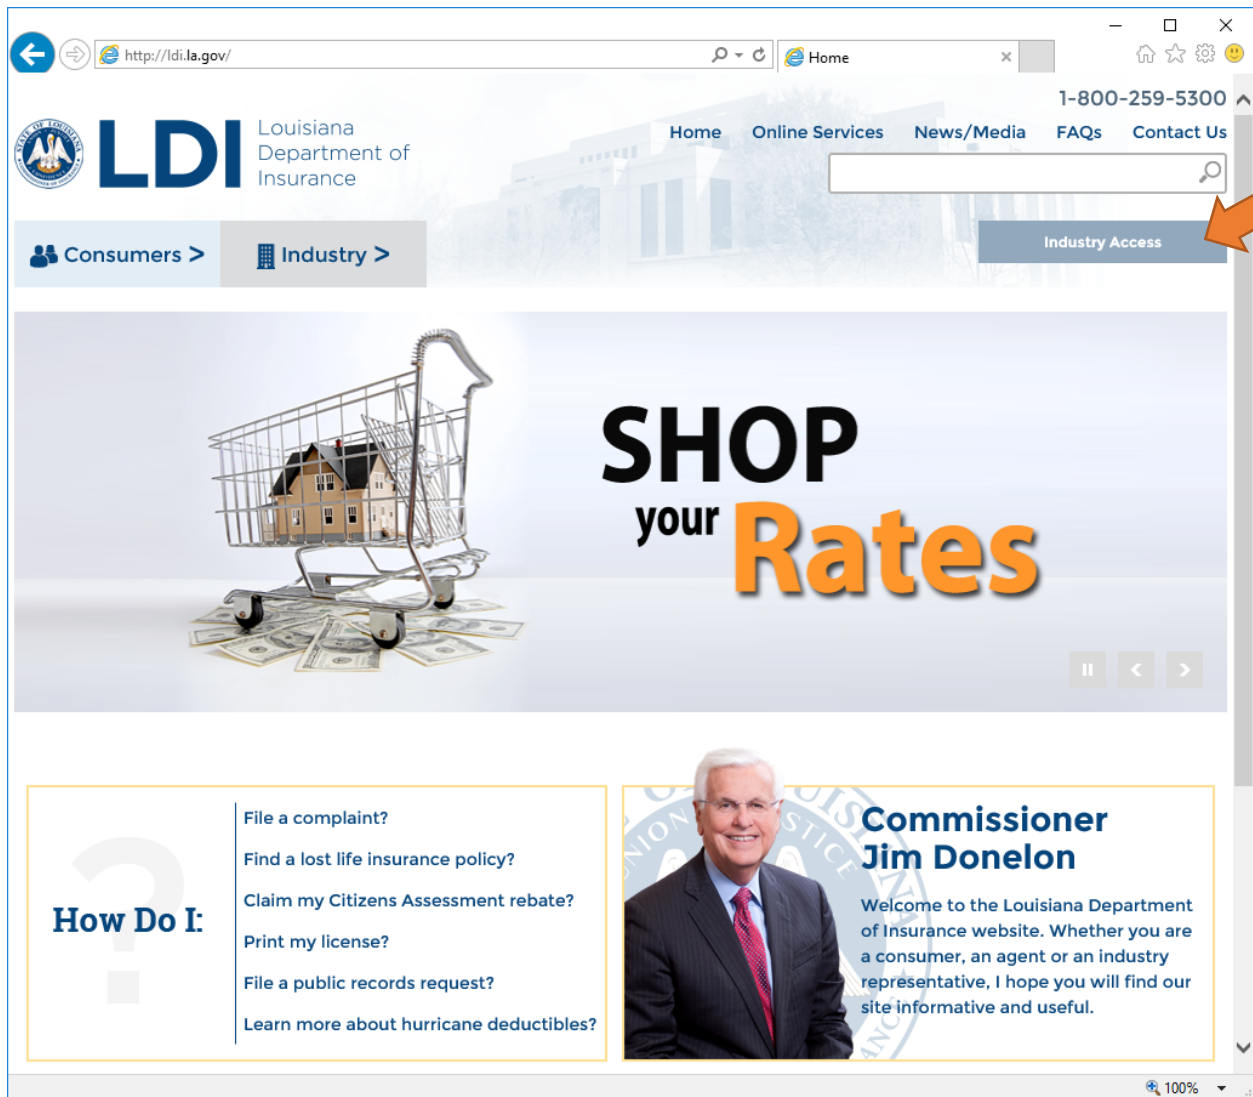 http://ldi.la.gov/
Home
1-800-259-5300
LDI
Louisiana
Department of
Insurance
Home Online Services News/Media FAQs Contact Us
Consumers >
Industry >
Industry Access
SHOP
your Rates
How Do I:
File a complaint?
Find a lost life insurance policy?
Claim my Citizens Assessment rebate?
Print my license?
File a public records request?
Learn more about hurricane deductibles?
Commissioner
Jim Donelon
Welcome to the Louisiana Department
of Insurance website. Whether you are
a consumer, an agent or an industry
representative, I hope you will find our
site informative and useful.
100%